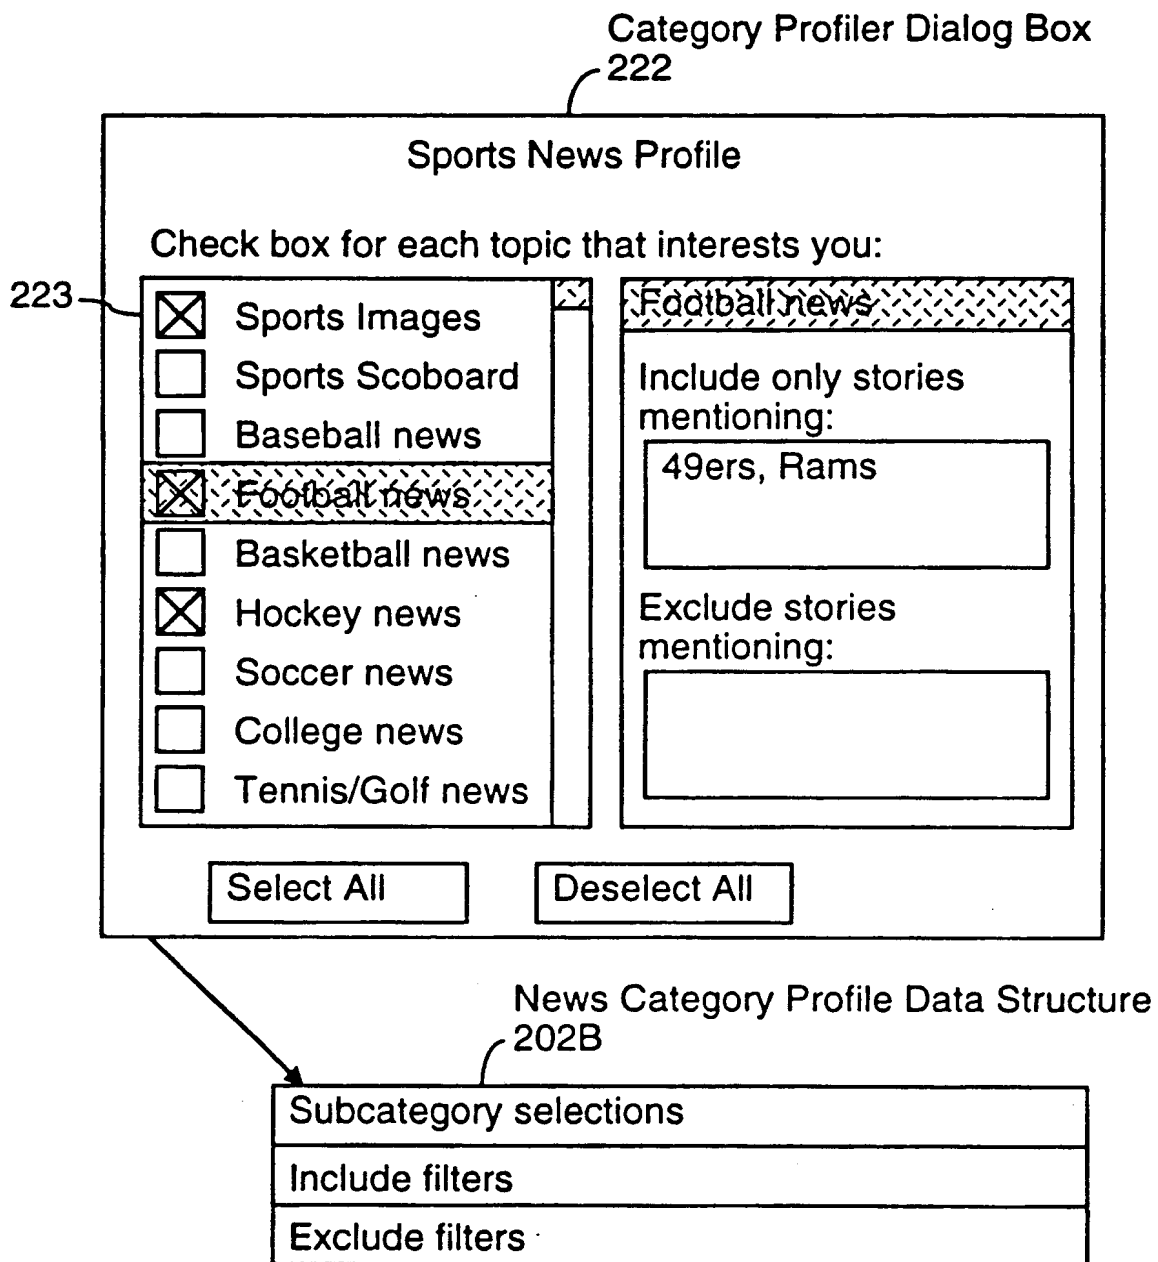 Category Profiler Dialog Box
222
Sports News Profile
Check box for each topic that interests you:
223
Sports Images
Sports Scoboard
Baseball news
Football news
Basketball news
Hockey news
Soccer news
College news
Tennis/Golf news
Football news
Include only stories
mentioning:
49ers, Rams
Exclude stories
mentioning:
Select All
Deselect All
News Category Profile Data Structure
202B
Subcategory selections
Include filters
Exclude filters